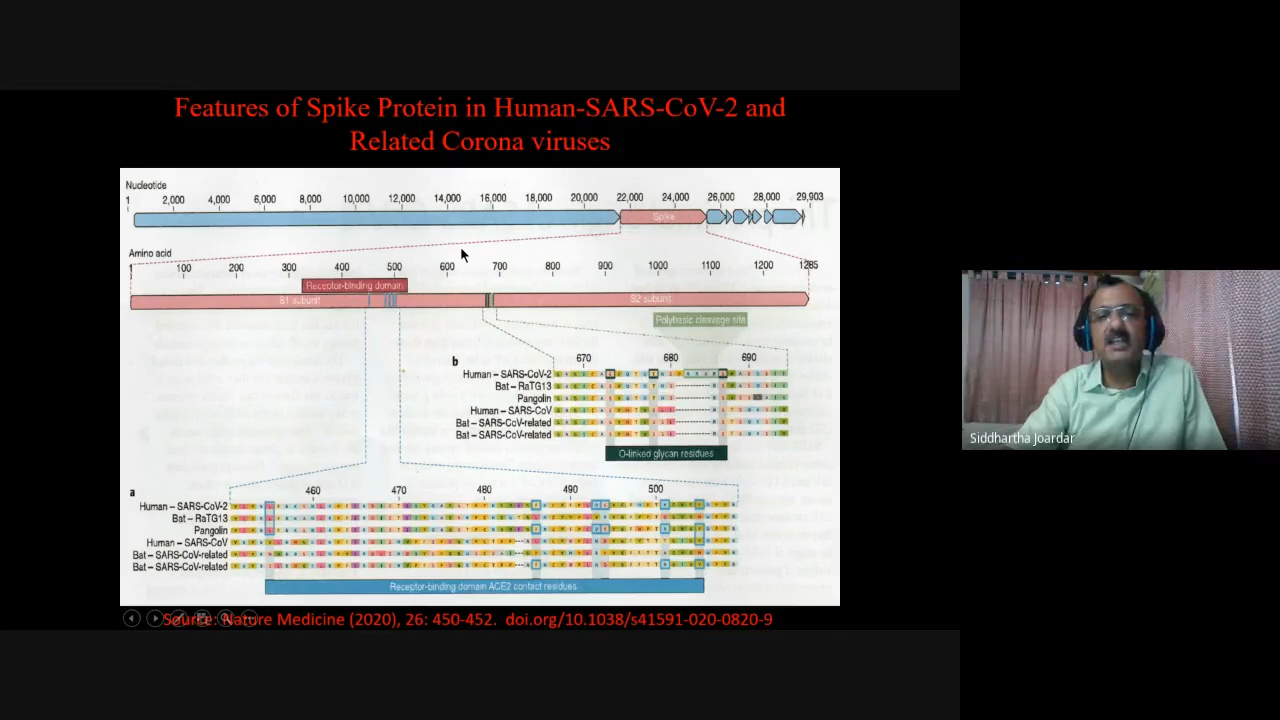 Features of Spike Protein in Human-SARS-CoV-2 and
Related Corona viruses
Nucleotide
1 2,000 4,000 6,000 8,000 10,000 12,000 14,000 16,000 18,000 20,000 22,000 24,000 26,000 28,000 29,903
Spike
Amino acid
1 100 200 300 400 500 600 700 800 900 1000 1100 1200 1285
Receptor-binding domain
S1 subunit S2 subunit
Polybasic cleavage site
b 670 680 690
Human – SARS-CoV-2
Bat – RaTG13
Pangolin
Human – SARS-CoV
Bat – SARS-CoV-related
Bat – SARS-CoV-related
O-linked glycan residues
a 460 470 480 490 500
Human – SARS-CoV-2
Bat – RaTG13
Pangolin
Human – SARS-CoV
Bat – SARS-CoV-related
Bat – SARS-CoV-related
Receptor-binding domain ACE2 contact residues
Source: Nature Medicine (2020), 26: 450-452. doi.org/10.1038/s41591-020-0820-9
Siddhartha Joardar